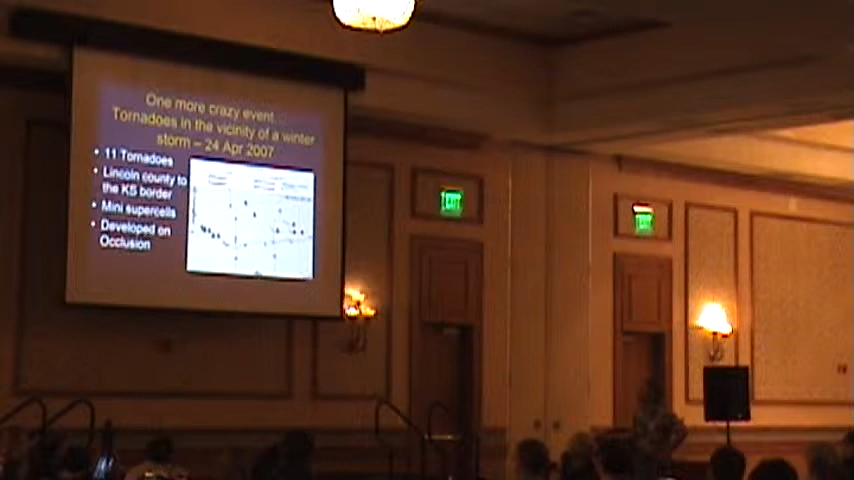 One more crazy event...
Tornadoes in the vicinity of a winter
storm – 24 Apr 2007
• 11 Tornadoes
• Lincoln county to
the KS border
• Mini supercells
• Developed on
Occlusion
EXIT
EXIT